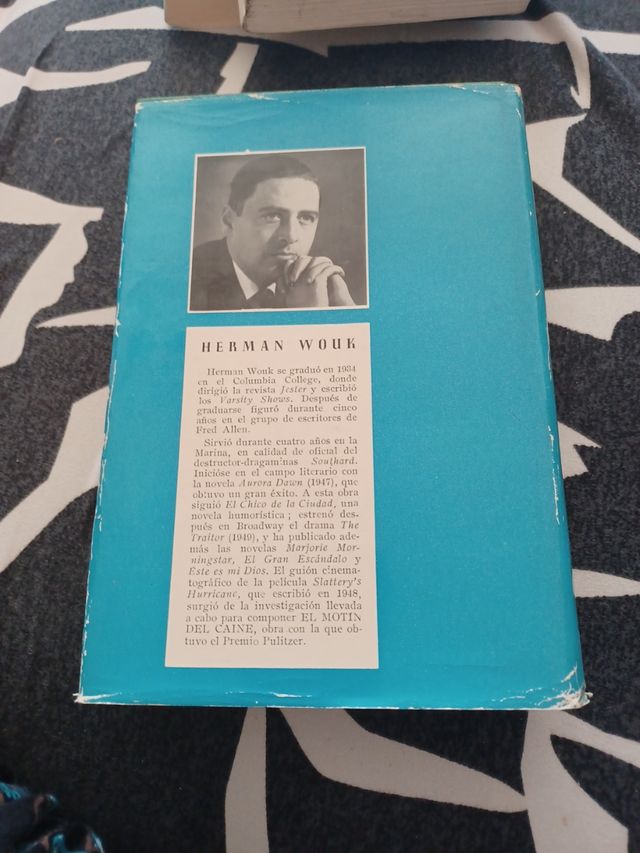 HERMAN WOUK
Herman Wouk se graduó en 1934
en el Columbia College, donde
dirigió la revista Jester y escribió
los Varsity Shows. Después de
graduarse figuró durante cinco
años en el grupo de escritores de
Fred Allen.
Sirvió durante cuatro años en la
Marina, en calidad de oficial del
destructor-dragaminas Southard.
Inicióse en el campo literario con
la novela Aurora Dawn (1947), que
obtuvo un gran éxito. A esta obra
siguió El Chico de la Ciudad, una
novela humorística; estrenó des-
pués en Broadway el drama The
Traitor (1949), y ha publicado ade-
más las novelas Marjorie Mor-
ningstar, El Gran Escándalo y
Este es mi Dios. El guión cinema-
tográfico de la película Slattery's
Hurricane, que escribió en 1948,
surgió de la investigación llevada
a cabo para componer EL MOTIN
DEL CAINE, obra con la que ob-
tuvo el Premio Pulitzer.